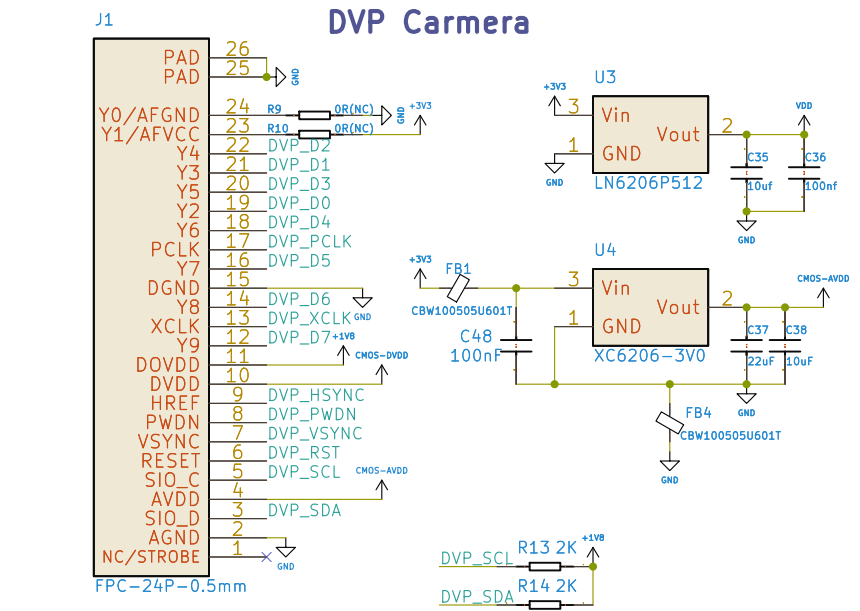 DVP Carmera
J1
PAD 26
PAD 25
GND
Y0/AFGND 24 R9 0R(NC) GND
Y1/AFVCC 23 R10 0R(NC) +3V3
Y4 22 DVP_D2
Y3 21 DVP_D1
Y5 20 DVP_D3
Y2 19 DVP_D0
Y6 18 DVP_D4
PCLK 17 DVP_PCLK
Y7 16 DVP_D5
DGND 15 GND
Y8 14 DVP_D6
XCLK 13 DVP_XCLK
Y9 12 DVP_D7
DOVDD 11 +1V8
DVDD 10 CMOS-DVDD
HREF 9 DVP_HSYNC
PWDN 8 DVP_PWDN
VSYNC 7 DVP_VSYNC
RESET 6 DVP_RST
SIO_C 5 DVP_SCL
AVDD 4 CMOS-AVDD
SIO_D 3 DVP_SDA
AGND 2 GND
NC/STROBE 1
FPC-24P-0.5mm
U3
+3V3 3 Vin
Vout 2 VDD
GND 1 GND
LN6206P512
C35 10uf
C36 100nf
GND
U4
+3V3 FB1
CBW100505U601T
3 Vin
Vout 2 CMOS-AVDD
1 GND
XC6206-3V0
C48
100nF
C37 22uF
C38 10uF
GND
FB4
CBW100505U601T
GND
DVP_SCL R13 2K +1V8
DVP_SDA R14 2K